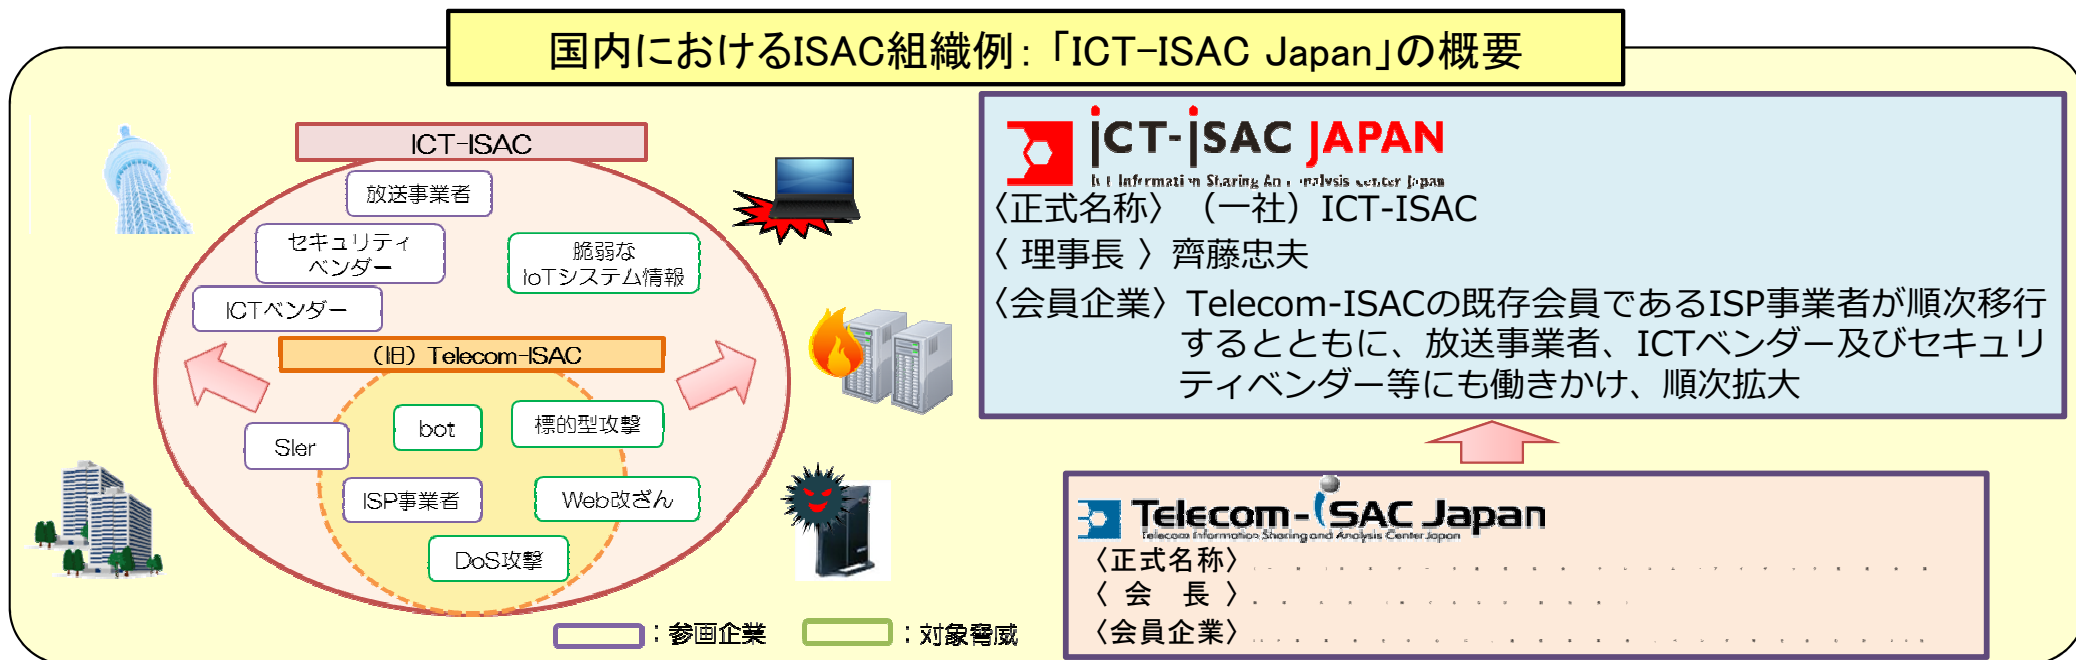 国内におけるISAC組織例：「ICT-ISAC Japan」の概要
ICT-ISAC
放送事業者
セキュリティ
ベンダー
脆弱な
IoTシステム情報
ICTベンダー
（旧）Telecom-ISAC
bot
標的型攻撃
SIer
ISP事業者
Web改ざん
DoS攻撃
：参画企業
：対象脅威
ICT-ISAC JAPAN
〈正式名称〉（一社）ICT-ISAC
〈 理事長 〉齊藤忠夫
〈会員企業〉Telecom-ISACの既存会員であるISP事業者が順次移行
するとともに、放送事業者、ICTベンダー及びセキュリ
ティベンダー等にも働きかけ、順次拡大
Telecom-ISAC Japan
Telecom Information Sharing and Analysis Center Japan
〈正式名称〉
〈 会 長 〉
〈会員企業〉